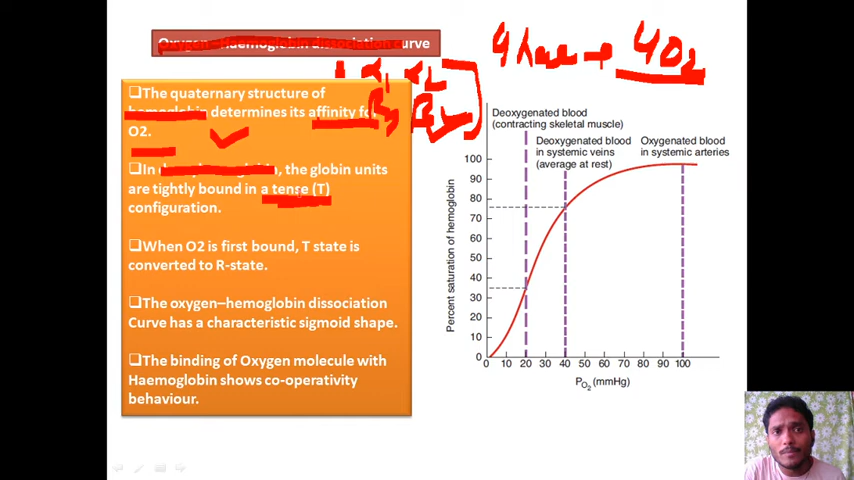 Oxygen –Haemoglobin dissociation curve
4 haem → 4O2
❑The quaternary structure of
hemoglobin determines its affinity for
O2.
α1 α2
❑In the globin units
are tightly bound in a tense (T)
configuration.
❑When O2 is first bound, T state is
converted to R-state.
❑The oxygen–hemoglobin dissociation
Curve has a characteristic sigmoid shape.
❑The binding of Oxygen molecule with
Haemoglobin shows co-operativity
behaviour.
Deoxygenated blood
(contracting skeletal muscle)
Deoxygenated blood
in systemic veins
(average at rest)
Oxygenated blood
in systemic arteries
Percent saturation of hemoglobin
100
90
80
70
60
50
40
30
20
10
0
0 10 20 30 40 50 60 70 80 90 100
PO2 (mmHg)